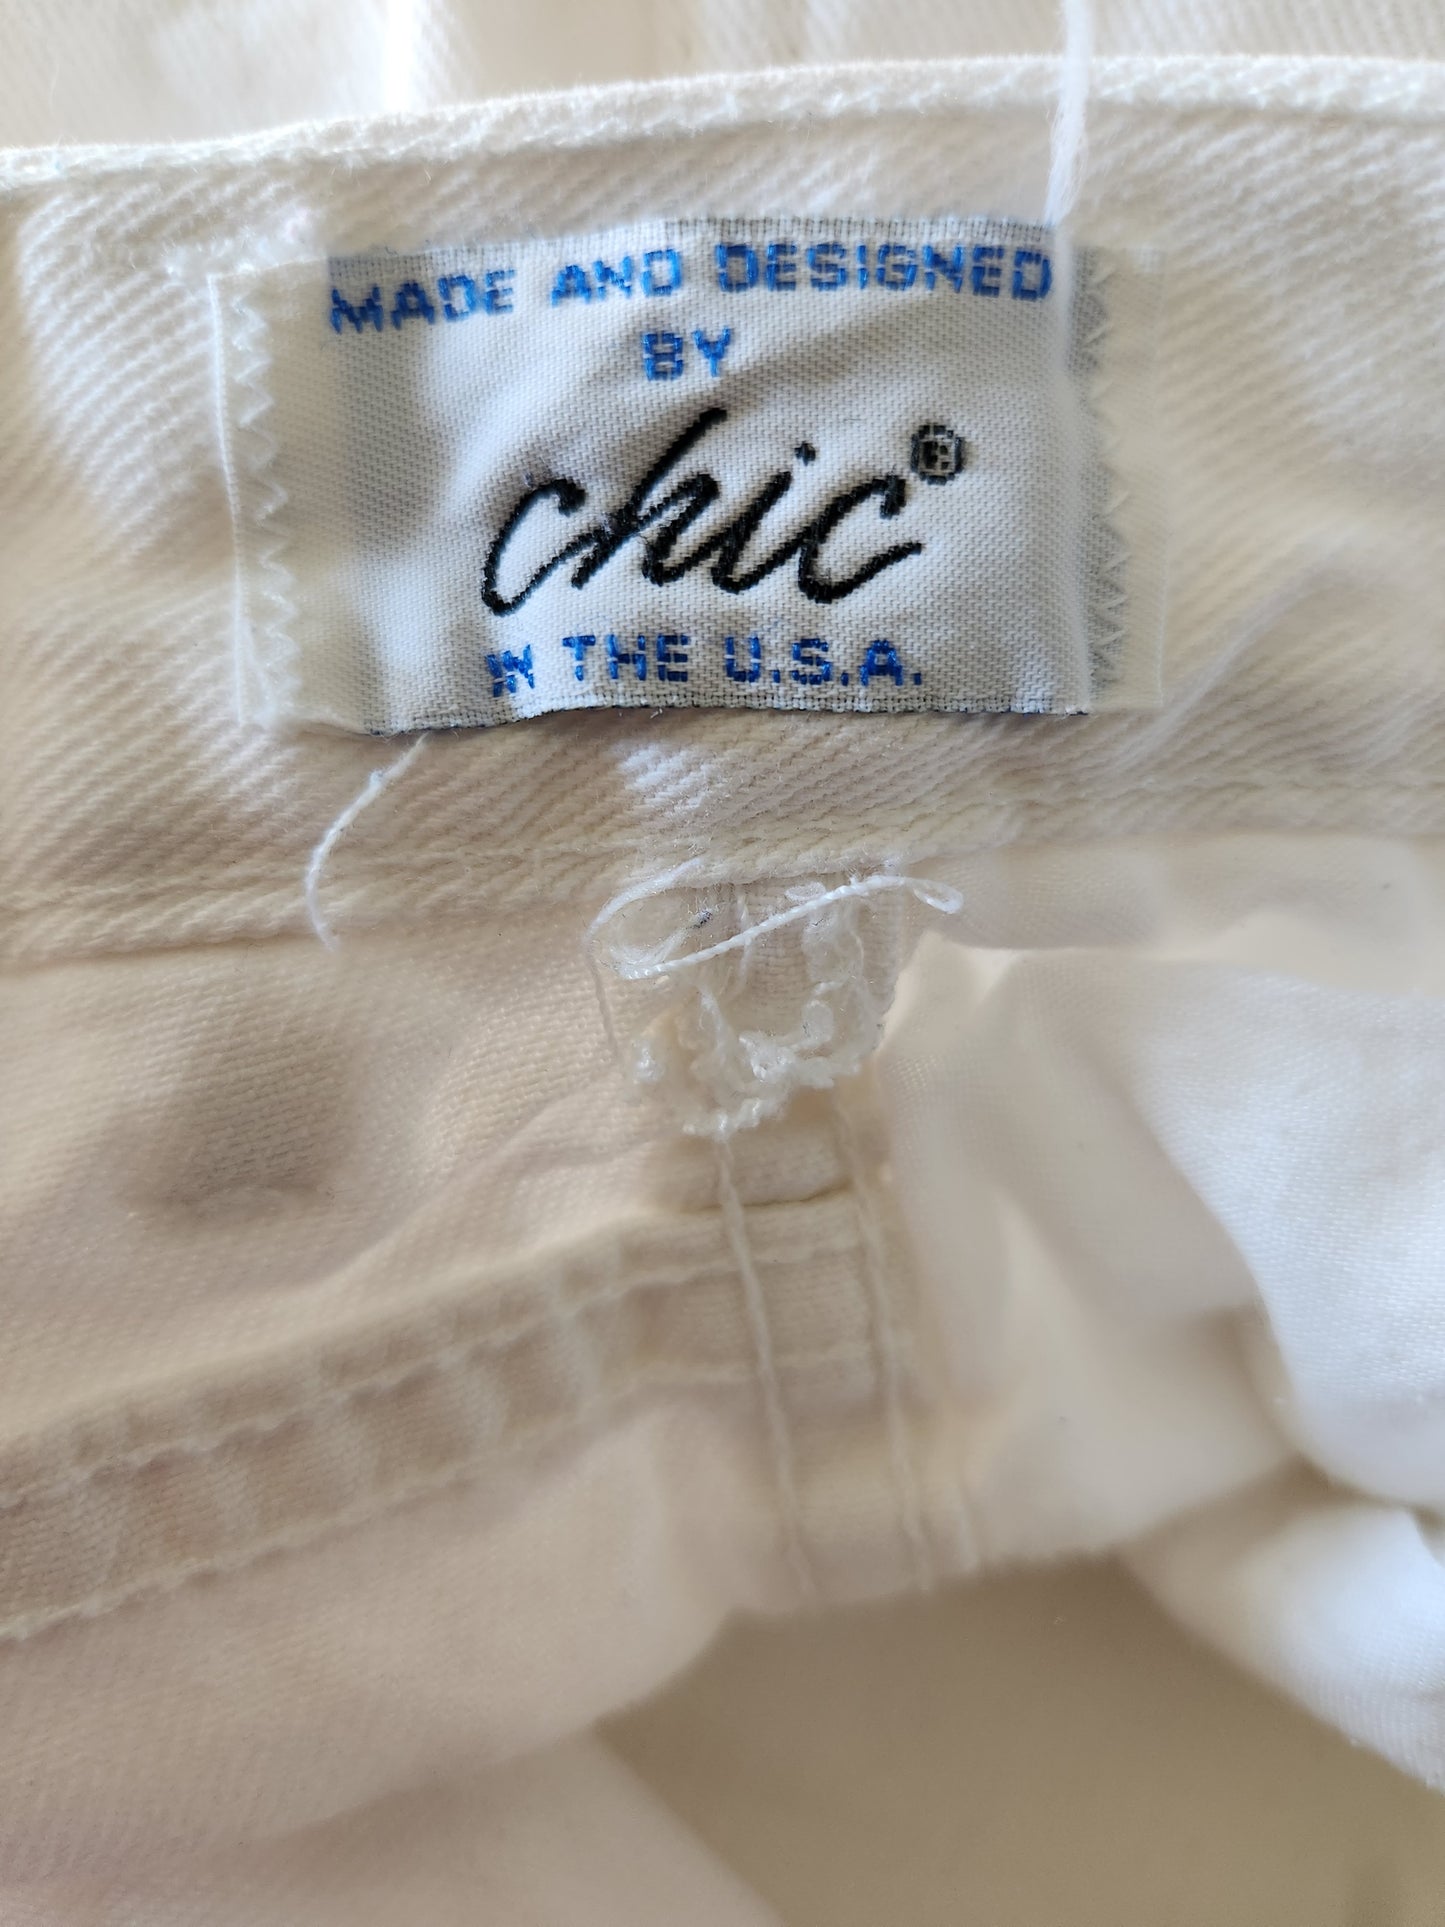 MADE AND DESIGNED
BY
chic®
IN THE U.S.A.